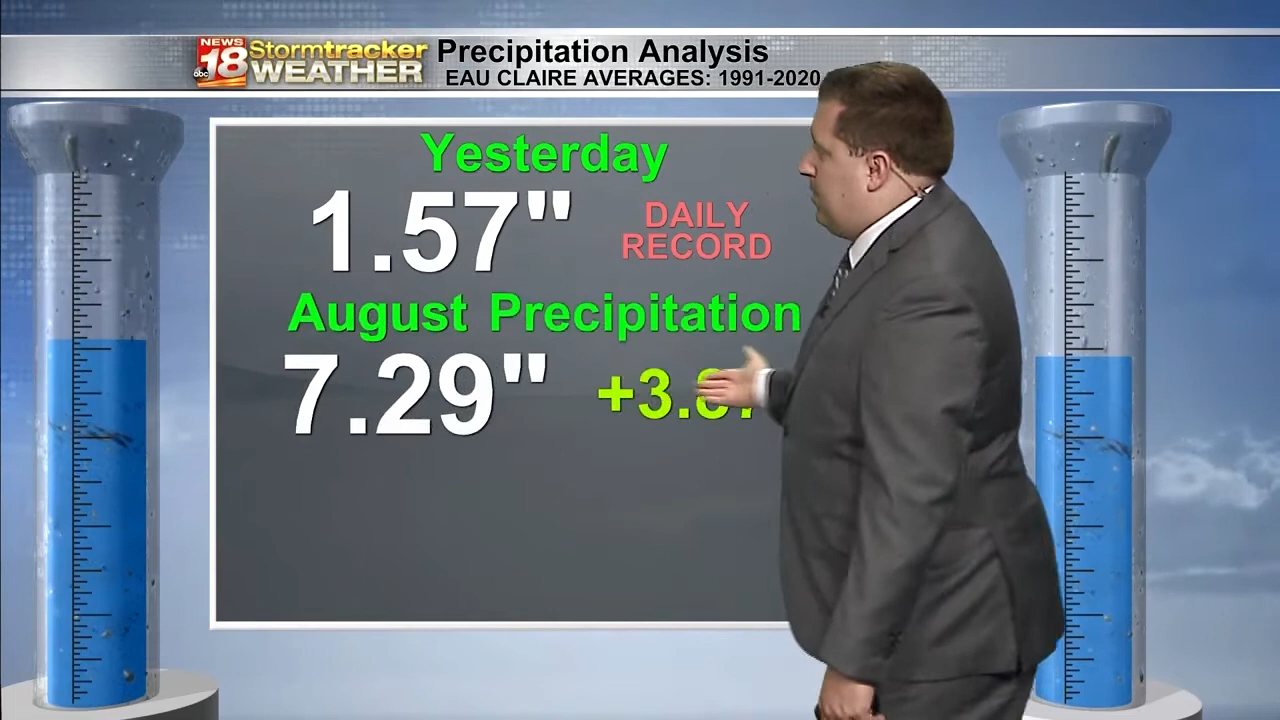 NEWS
abc 18
Stormtracker
WEATHER
Precipitation Analysis
EAU CLAIRE AVERAGES: 1991-2020
Yesterday
1.57"
DAILY
RECORD
August Precipitation
7.29"